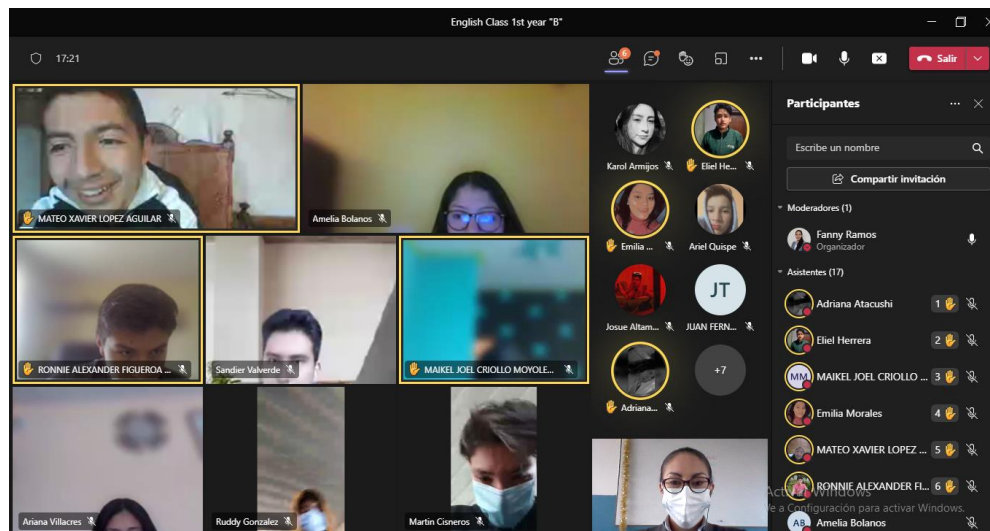 English Class 1st year "B"
17:21
6
Salir
MATEO XAVIER LOPEZ AGUILAR
Amelia Bolanos
RONNIE ALEXANDER FIGUEROA ...
Sandier Valverde
MAIKEL JOEL CRIOLLO MOYOLE...
Ariana Villacres
Ruddy Gonzalez
Martin Cisneros
Karol Armijos
Eliel He...
Emilia ...
Ariel Quispe
Josue Altam...
JT
JUAN FERN...
Adriana...
+7
Participantes
Escribe un nombre
Compartir invitación
Moderadores (1)
Fanny Ramos
Organizador
Asistentes (17)
Adriana Atacushi 1
Eliel Herrera 2
MM MAIKEL JOEL CRIOLLO ... 3
Emilia Morales 4
MATEO XAVIER LOPEZ ... 5
RONNIE ALEXANDER FI... 6
AB Amelia Bolanos
Windows
a Configuración para activar Windows.